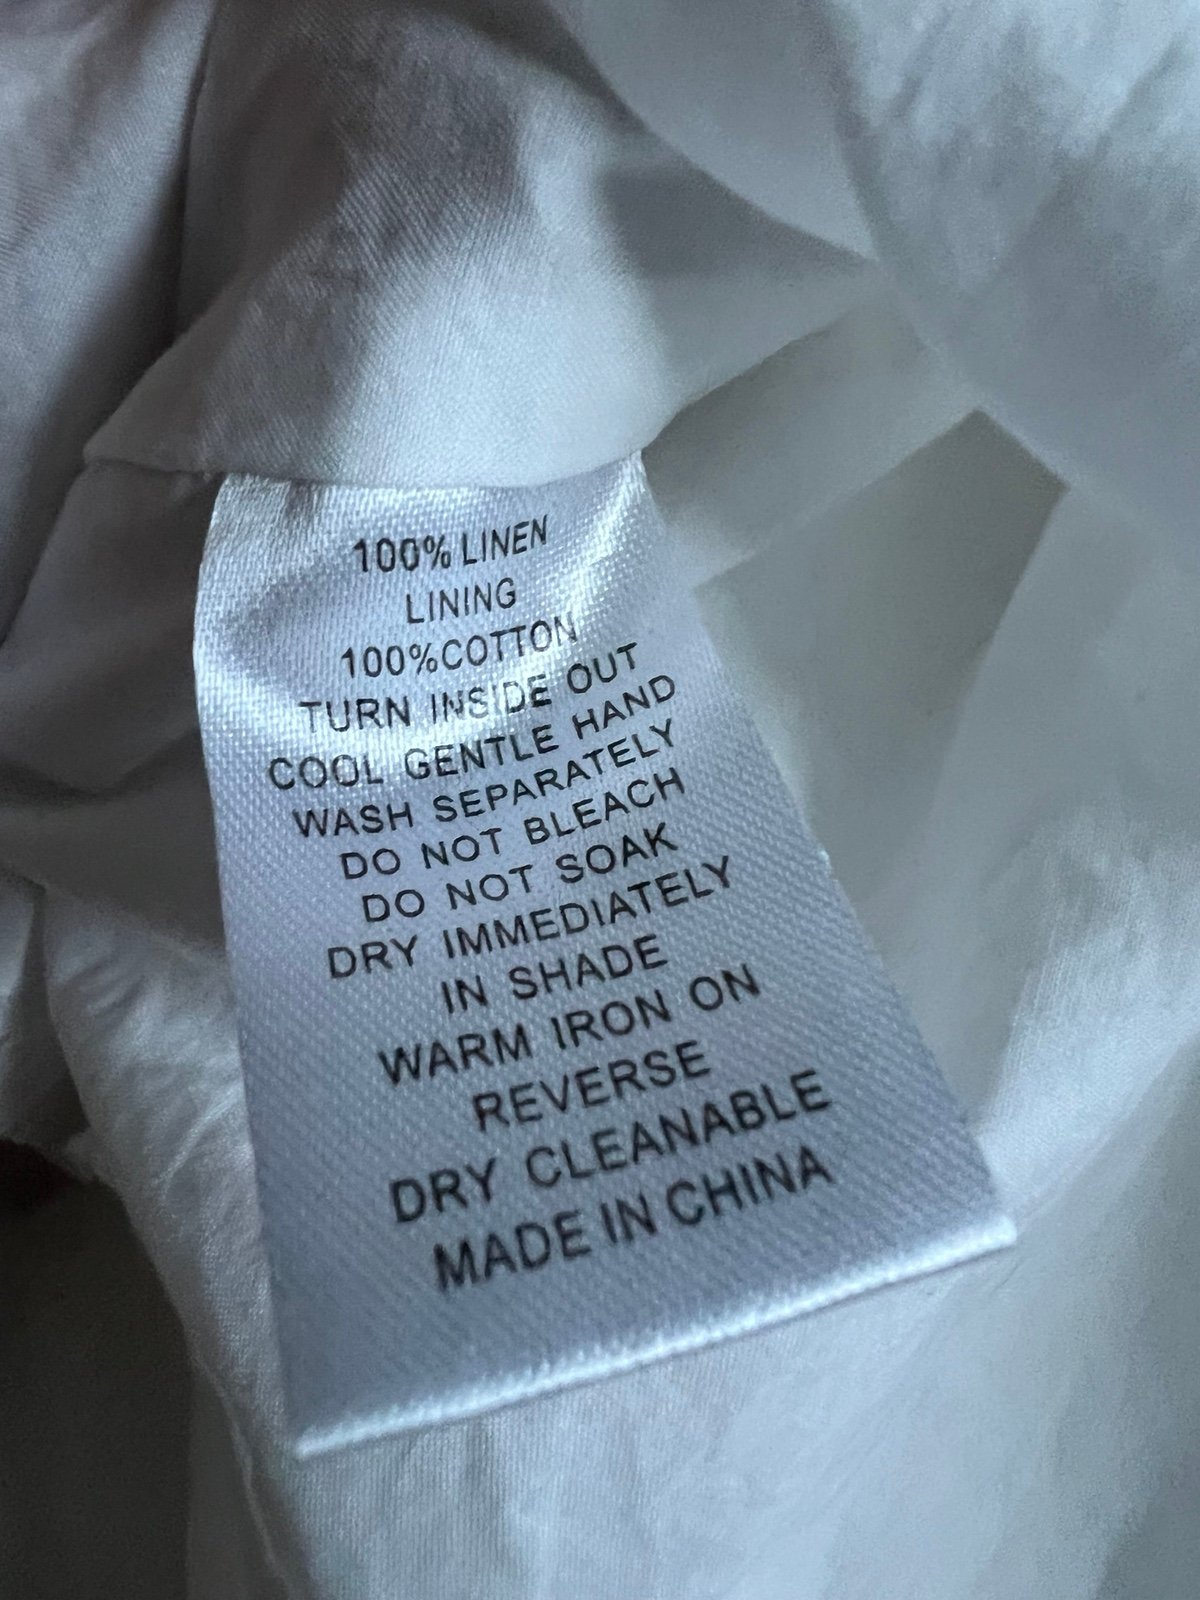 100% LINEN
LINING
100%COTTON
TURN INSIDE OUT
COOL GENTLE HAND
WASH SEPARATELY
DO NOT BLEACH
DO NOT SOAK
DRY IMMEDIATELY
IN SHADE
WARM IRON ON
REVERSE
DRY CLEANABLE
MADE IN CHINA